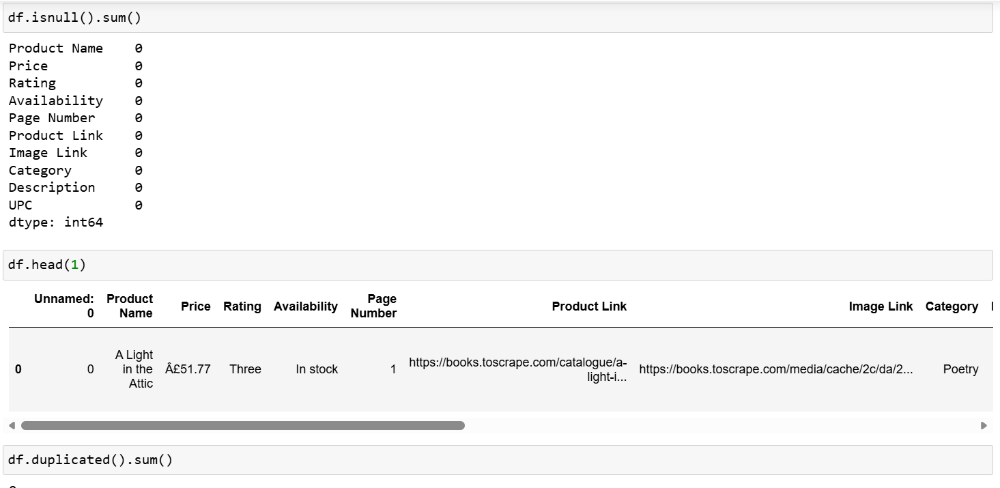 df.isnull().sum()
Product Name 0
Price 0
Rating 0
Availability 0
Page Number 0
Product Link 0
Image Link 0
Category 0
Description 0
UPC 0
dtype: int64
df.head(1)
Unnamed: 0 Product Name Price Rating Availability Page Number Product Link Image Link Category
0 0 A Light in the Attic Â£51.77 Three In stock 1 https://books.toscrape.com/catalogue/a-light-i... https://books.toscrape.com/media/cache/2c/da/2... Poetry
df.duplicated().sum()